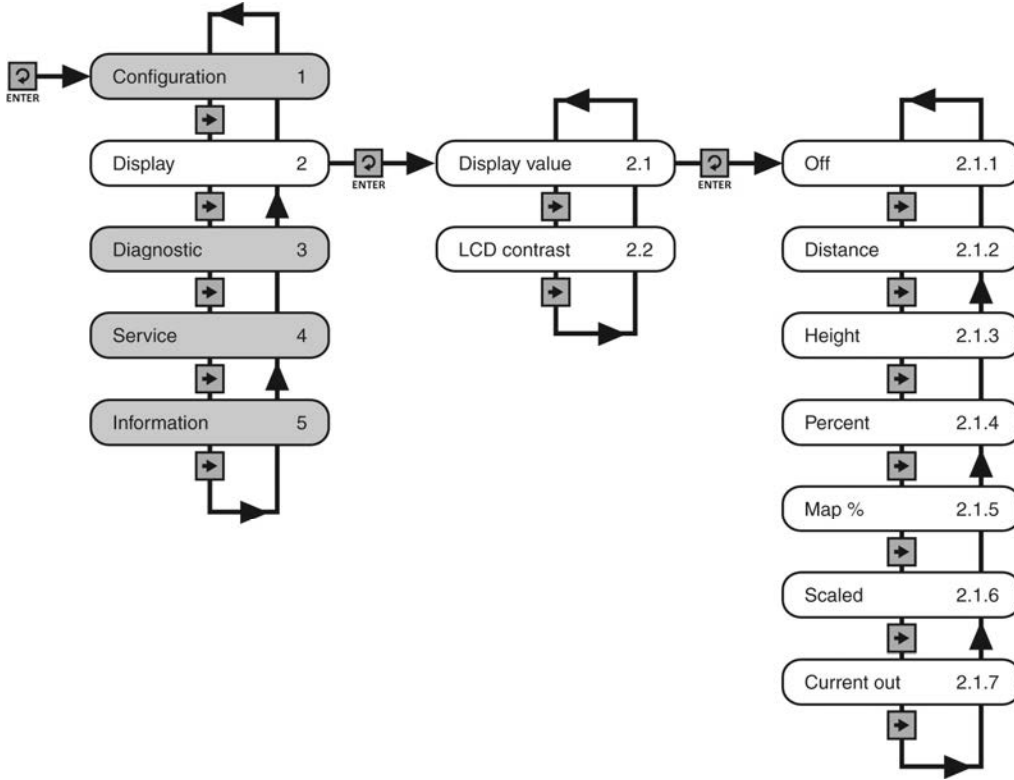 ENTER
Configuration 1
Display 2
ENTER
Display value 2.1
ENTER
Off 2.1.1
Diagnostic 3
LCD contrast 2.2
Distance 2.1.2
Service 4
Height 2.1.3
Information 5
Percent 2.1.4
Map % 2.1.5
Scaled 2.1.6
Current out 2.1.7